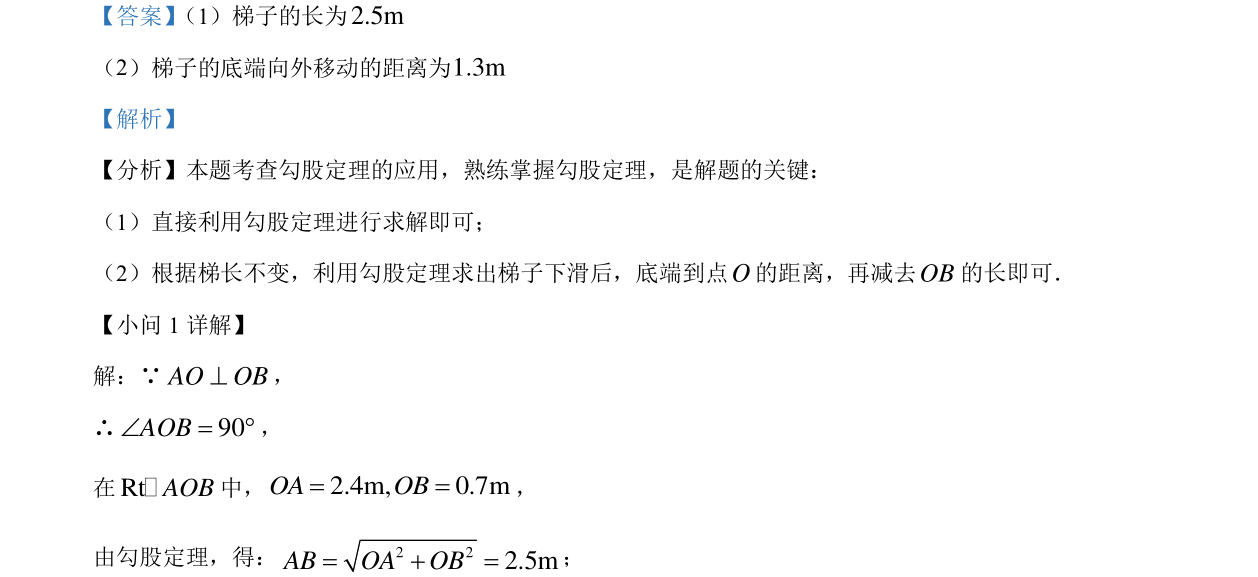 【答案】（1）梯子的长为2.5m
（2）梯子的底端向外移动的距离为1.3m
【解析】
【分析】本题考查勾股定理的应用，熟练掌握勾股定理，是解题的关键：
（1）直接利用勾股定理进行求解即可；
（2）根据梯长不变，利用勾股定理求出梯子下滑后，底端到点O的距离，再减去OB的长即可．
【小问1详解】
解：∵AO⊥OB，
∴∠AOB=90°，
在Rt□AOB中，OA=2.4m,OB=0.7m，
由勾股定理，得：AB=√(OA²+OB²)=2.5m；